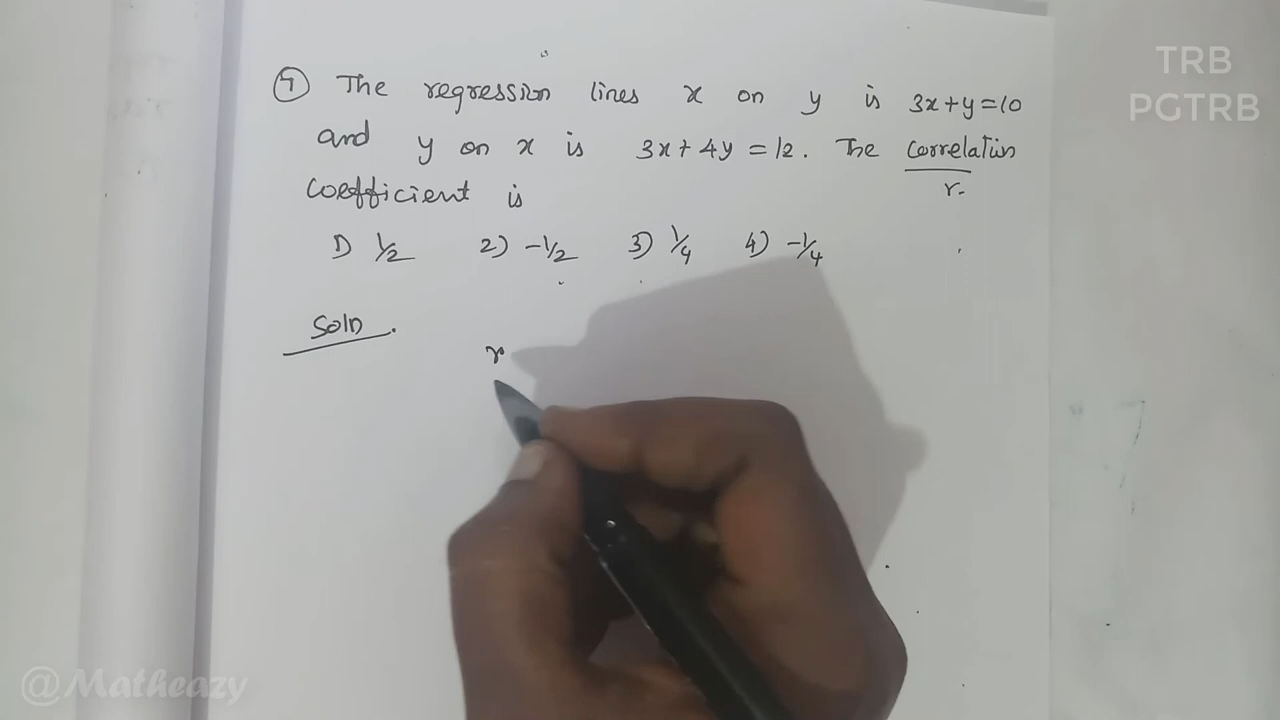 7 The regression lines x on y is 3x+y=10
and y on x is 3x+4y=12. The correlation
r.
coefficient is
1) 1/2 2) -1/2 3) 1/4 4) -1/4
Soln.
r
TRB
PGTRB
@Matheazy